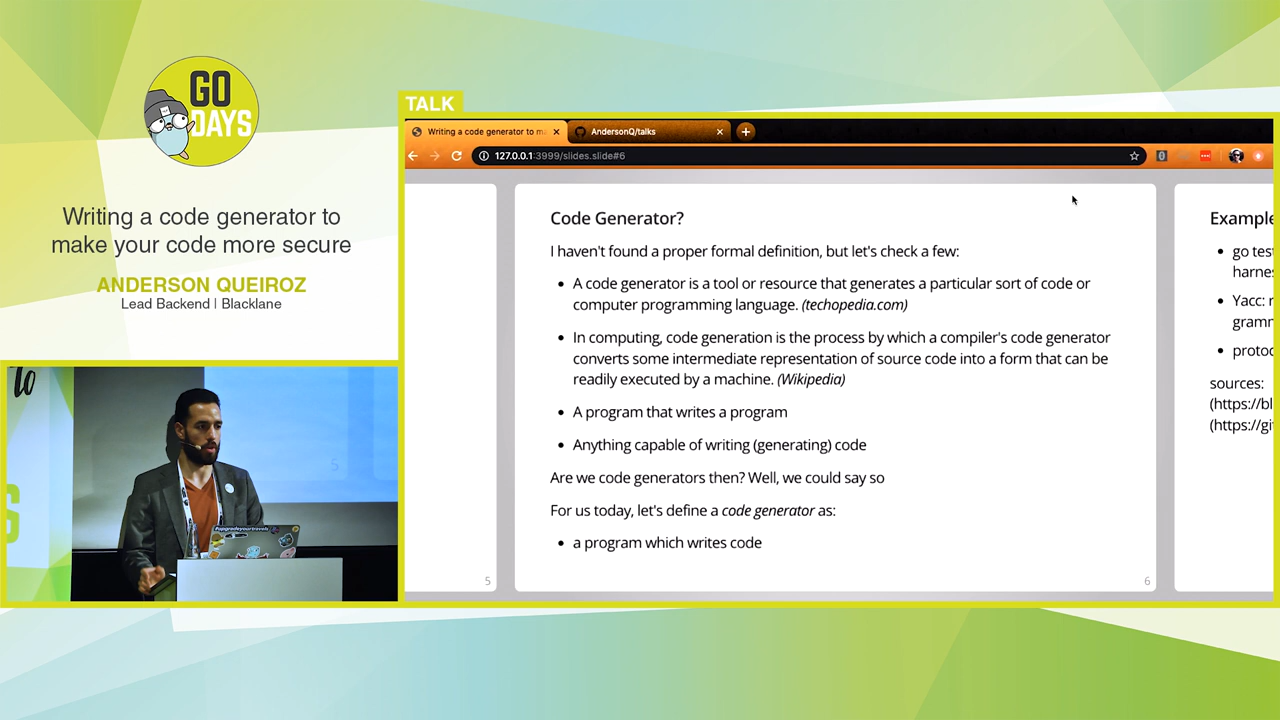 GO
DAYS
Writing a code generator to
make your code more secure
ANDERSON QUEIROZ
Lead Backend | Blacklane
TALK
Writing a code generator to m
AndersonQ/talks
127.0.0.1:3999/slides.slide#6
Code Generator?
I haven't found a proper formal definition, but let's check a few:
• A code generator is a tool or resource that generates a particular sort of code or
computer programming language. (techopedia.com)
• In computing, code generation is the process by which a compiler's code generator
converts some intermediate representation of source code into a form that can be
readily executed by a machine. (Wikipedia)
• A program that writes a program
• Anything capable of writing (generating) code
Are we code generators then? Well, we could say so
For us today, let's define a code generator as:
• a program which writes code
5
6
Example
• go test
harnes
• Yacc: r
gramm
• protoc
sources:
(https://bl
(https://gi
lo
S
5
#upgradeyourtravels